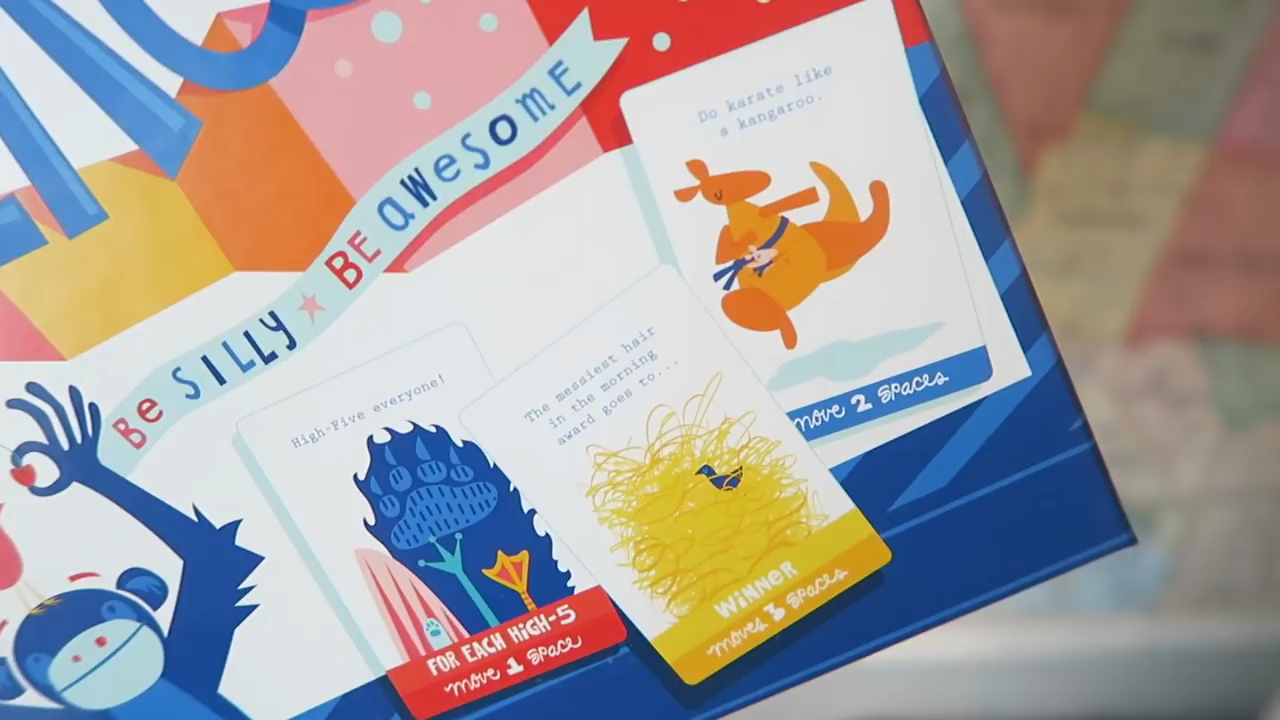 Be SILLY ★ BE AWeSOME
Do karate like
a kangaroo.
move 2 spaces
The messiest hair
in the morning
award goes to...
WINNER
moves 3 spaces
High-Five everyone!
FOR EACH HiGH-5
move 1 space